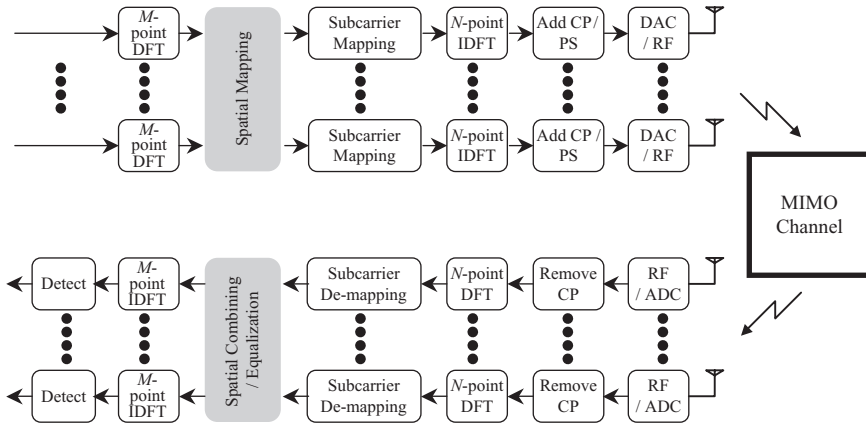 M-
point
DFT
Spatial Mapping
Subcarrier
Mapping
N-point
IDFT
Add CP/
PS
DAC
/ RF
M-
point
DFT
Subcarrier
Mapping
N-point
IDFT
Add CP /
PS
DAC
/ RF
MIMO
Channel
Detect
M-
point
IDFT
Spatial Combining
/ Equalization
Subcarrier
De-mapping
N-point
DFT
Remove
CP
RF
/ ADC
Detect
M-
point
IDFT
Subcarrier
De-mapping
N-point
DFT
Remove
CP
RF
/ ADC